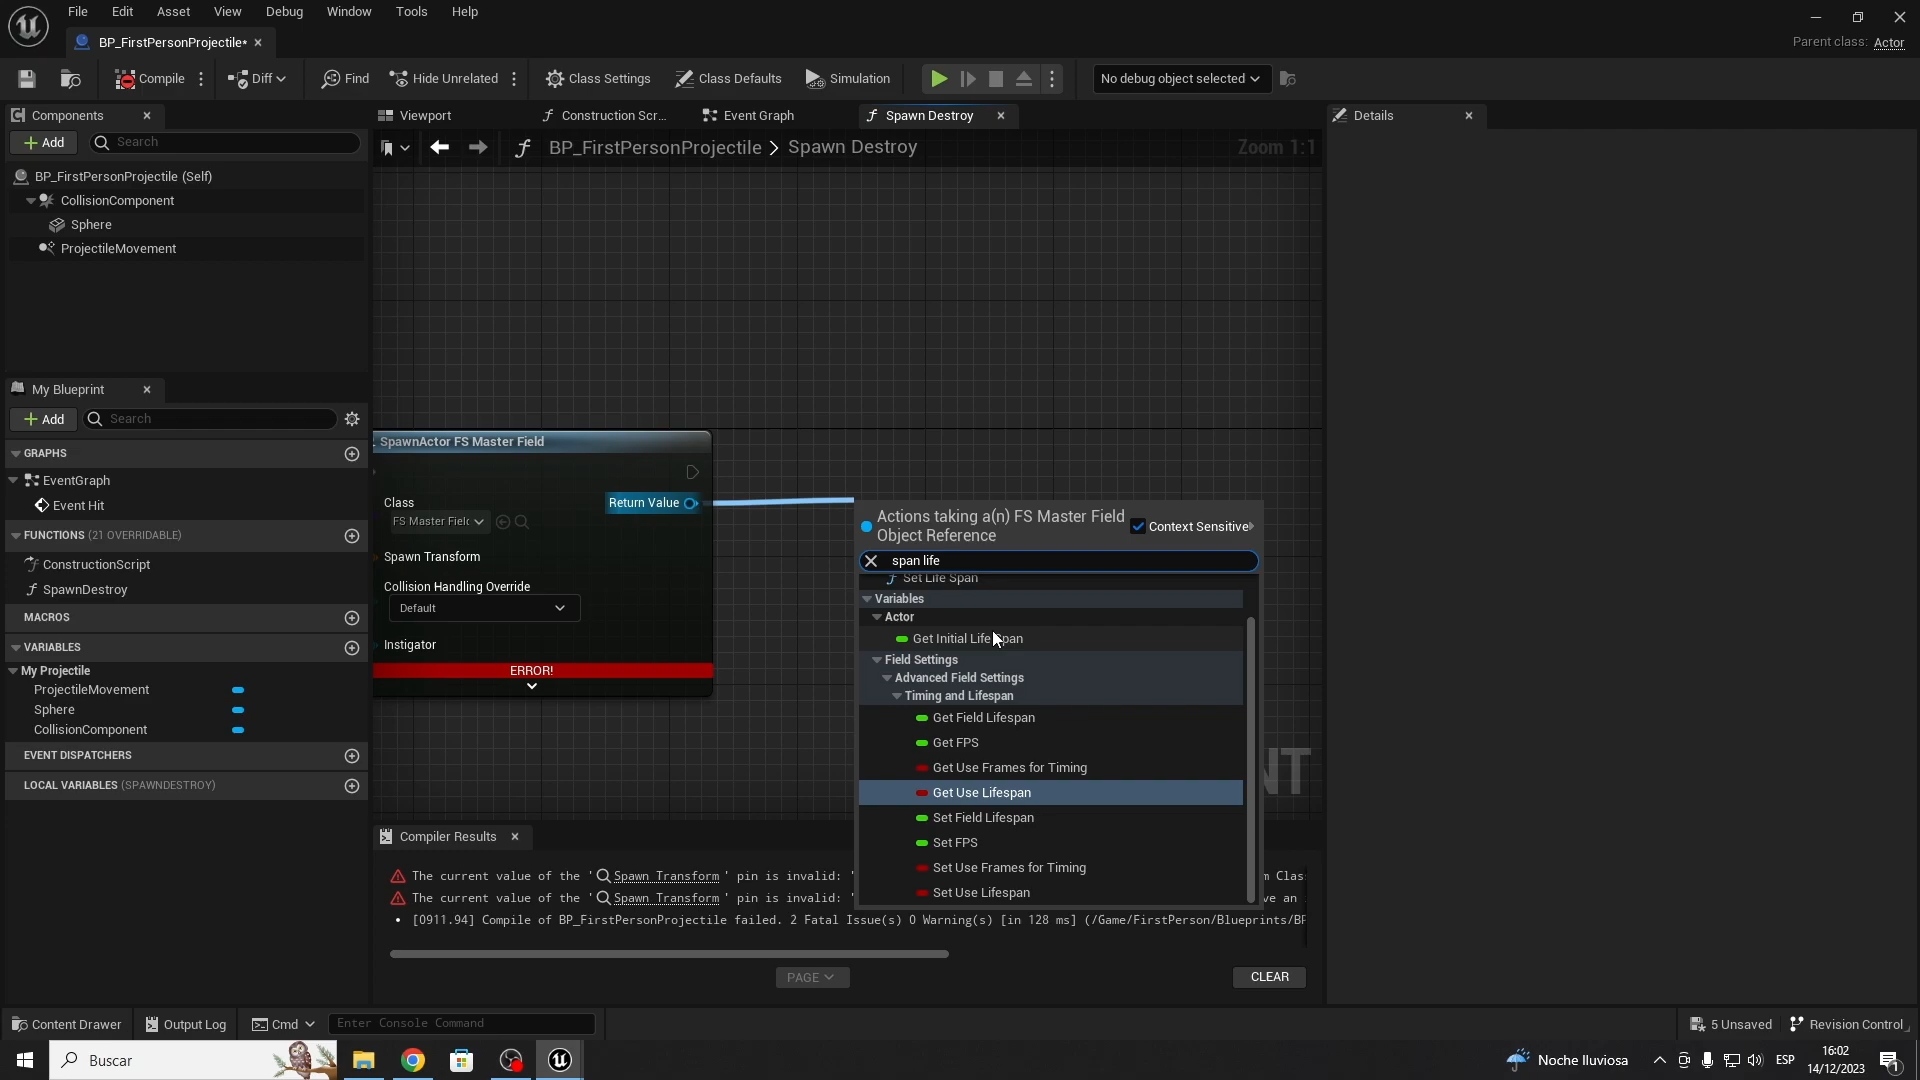 File Edit Asset View Debug Window Tools Help
BP_FirstPersonProjectile*
Parent class: Actor
Compile Diff Find Hide Unrelated Class Settings Class Defaults Simulation No debug object selected
Components
Viewport Construction Scr... Event Graph Spawn Destroy
Details
Add Search
BP_FirstPersonProjectile > Spawn Destroy
Zoom 1:1
BP_FirstPersonProjectile (Self)
CollisionComponent
Sphere
ProjectileMovement
My Blueprint
Add Search
GRAPHS
EventGraph
Event Hit
FUNCTIONS (21 OVERRIDABLE)
ConstructionScript
SpawnDestroy
MACROS
VARIABLES
My Projectile
ProjectileMovement
Sphere
CollisionComponent
EVENT DISPATCHERS
LOCAL VARIABLES (SPAWNDESTROY)
SpawnActor FS Master Field
Class
Return Value
FS Master Fielc
Spawn Transform
Collision Handling Override
Default
Instigator
ERROR!
Actions taking a(n) FS Master Field
Object Reference
Context Sensitive
span life
Set Life Span
Variables
Actor
Get Initial Life Span
Field Settings
Advanced Field Settings
Timing and Lifespan
Get Field Lifespan
Get FPS
Get Use Frames for Timing
Get Use Lifespan
Set Field Lifespan
Set FPS
Set Use Frames for Timing
Set Use Lifespan
NT
Compiler Results
The current value of the ' Spawn Transform ' pin is invalid: ' m Clas
The current value of the ' Spawn Transform ' pin is invalid: ' ve an
• [0911.94] Compile of BP_FirstPersonProjectile failed. 2 Fatal Issue(s) 0 Warning(s) [in 128 ms] (/Game/FirstPerson/Blueprints/BF
PAGE
CLEAR
Content Drawer Output Log Cmd Enter Console Command
5 Unsaved Revision Control
Buscar
Noche lluviosa
ESP
16:02
14/12/2023
1